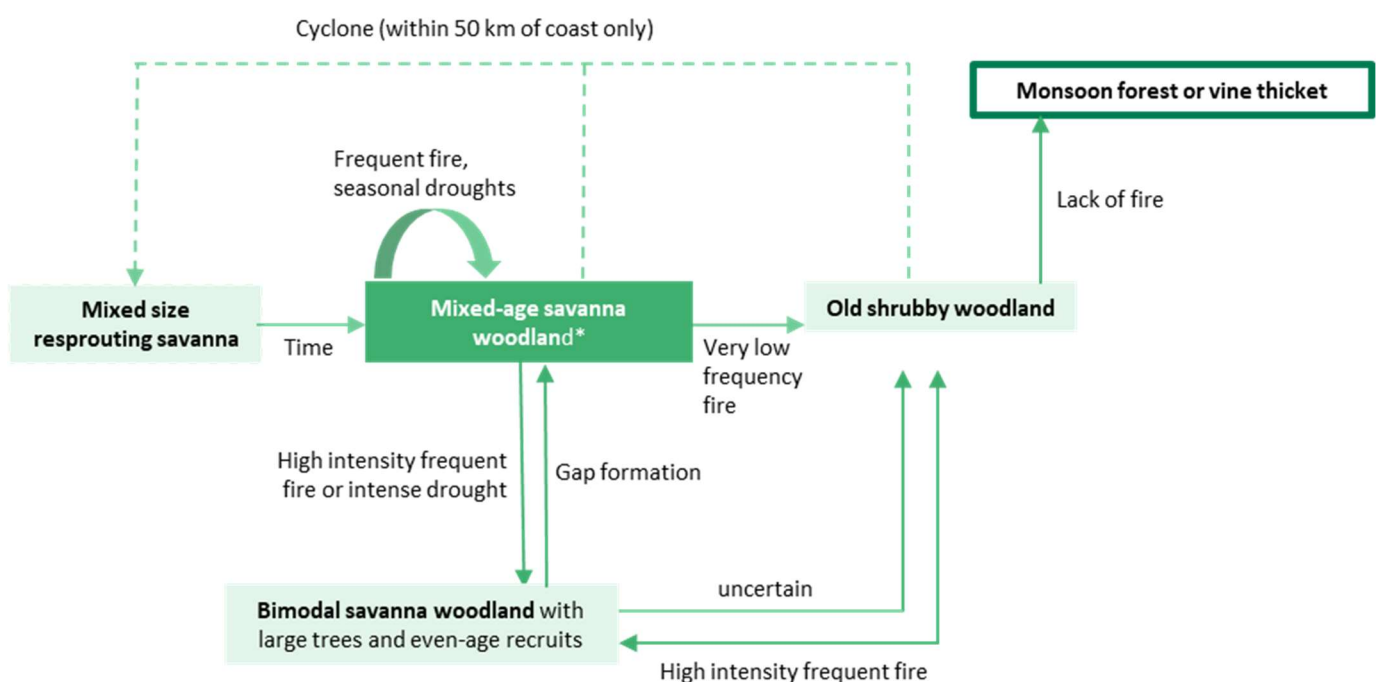 Cyclone (within 50 km of coast only)
Monsoon forest or vine thicket
Frequent fire,
seasonal droughts
Lack of fire
Mixed size
resprouting savanna
Time
Mixed-age savanna
woodland*
Very low
frequency
fire
Old shrubby woodland
High intensity frequent
fire or intense drought
Gap formation
Bimodal savanna woodland with
large trees and even-age recruits
uncertain
High intensity frequent fire